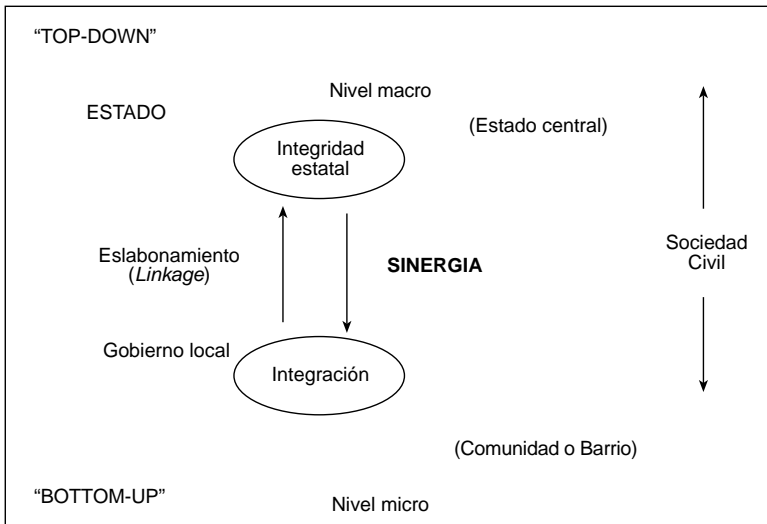 “TOP-DOWN”
Nivel macro
ESTADO
(Estado central)
Integridad
estatal
Eslabonamiento
(Linkage)
SINERGIA
Sociedad
Civil
Gobierno local
Integración
(Comunidad o Barrio)
“BOTTOM-UP”
Nivel micro